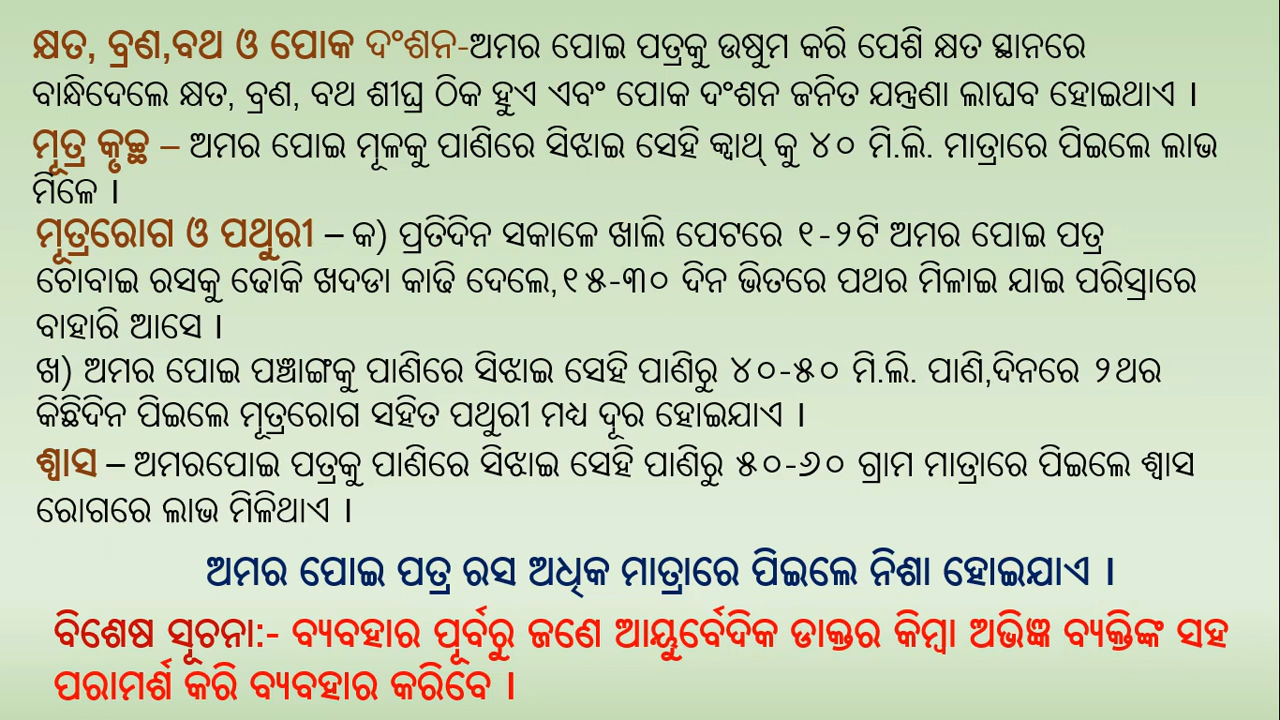 କ୍ଷତ, ବ୍ରଣ,ବଥ ଓ ପୋକ ଦଂଶନ-ଅମର ପୋଇ ପତ୍ରକୁ ଉଷୁମ କରି ପେଶି କ୍ଷତ ସ୍ଥାନରେ
ବାନ୍ଧିଦେଲେ କ୍ଷତ, ବ୍ରଣ, ବଥ ଶୀଘ୍ର ଠିକ ହୁଏ ଏବଂ ପୋକ ଦଂଶନ ଜନିତ ଯନ୍ତ୍ରଣା ଲାଘବ ହୋଇଥାଏ ।
ମୂତ୍ର କୃଚ୍ଛ – ଅମର ପୋଇ ମୂଳକୁ ପାଣିରେ ସିଝାଇ ସେହି କ୍ୱାଥ୍ କୁ ୪୦ ମି.ଲି. ମାତ୍ରାରେ ପିଇଲେ ଲାଭ
ମିଳେ ।
ମୂତ୍ରରୋଗ ଓ ପଥୁରୀ – କ) ପ୍ରତିଦିନ ସକାଳେ ଖାଲି ପେଟରେ ୧-୨ଟି ଅମର ପୋଇ ପତ୍ର
ଚୋବାଇ ରସକୁ ଢୋକି ଖଦଡା କାଢି ଦେଲେ,୧୫-୩୦ ଦିନ ଭିତରେ ପଥର ମିଳାଇ ଯାଇ ପରିସ୍ରାରେ
ବାହାରି ଆସେ ।
ଖ) ଅମର ପୋଇ ପଞ୍ଚାଙ୍ଗକୁ ପାଣିରେ ସିଝାଇ ସେହି ପାଣିରୁ ୪୦-୫୦ ମି.ଲି. ପାଣି,ଦିନରେ ୨ଥର
କିଛିଦିନ ପିଇଲେ ମୂତ୍ରରୋଗ ସହିତ ପଥୁରୀ ମଧ୍ୟ ଦୂର ହୋଇଯାଏ ।
ଶ୍ୱାସ – ଅମରପୋଇ ପତ୍ରକୁ ପାଣିରେ ସିଝାଇ ସେହି ପାଣିରୁ ୫୦-୬୦ ଗ୍ରାମ ମାତ୍ରାରେ ପିଇଲେ ଶ୍ୱାସ
ରୋଗରେ ଲାଭ ମିଳିଥାଏ ।
ଅମର ପୋଇ ପତ୍ର ରସ ଅଧିକ ମାତ୍ରାରେ ପିଇଲେ ନିଶା ହୋଇଯାଏ ।
ବିଶେଷ ସୂଚନା:- ବ୍ୟବହାର ପୂର୍ବରୁ ଜଣେ ଆୟୁର୍ବେଦିକ ଡାକ୍ତର କିମ୍ବା ଅଭିଜ୍ଞ ବ୍ୟକ୍ତିଙ୍କ ସହ
ପରାମର୍ଶ କରି ବ୍ୟବହାର କରିବେ ।